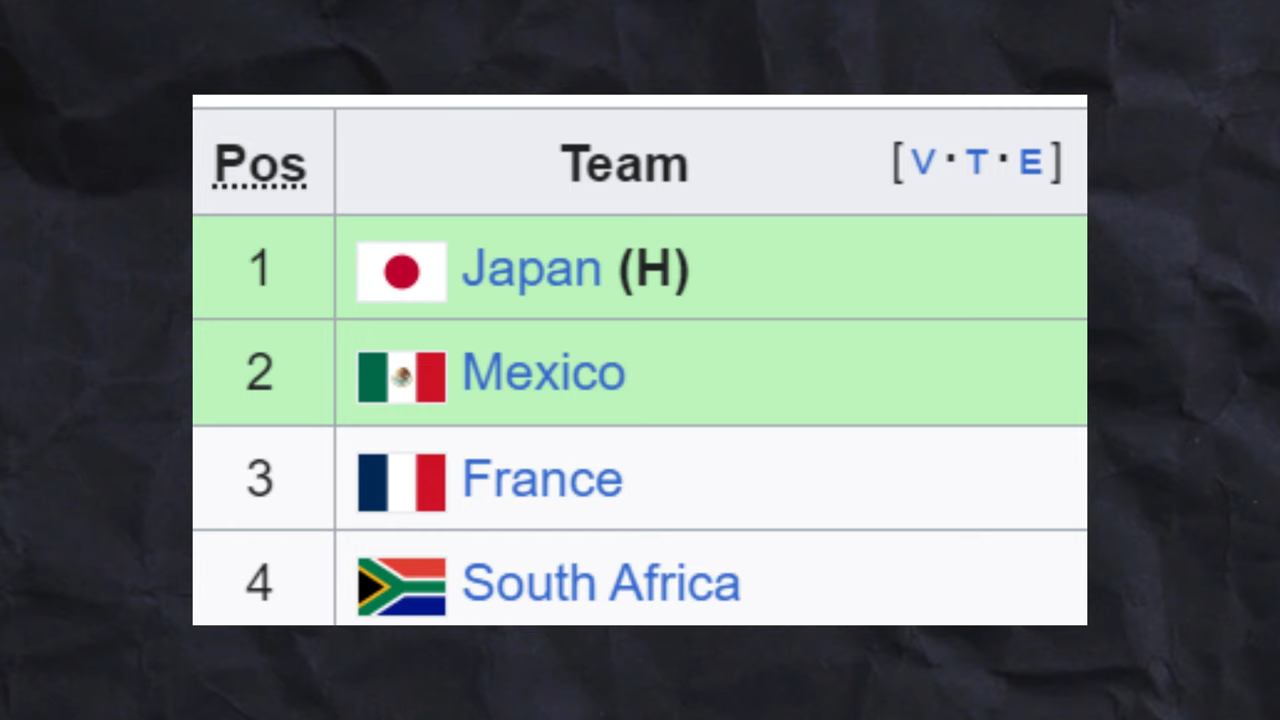 Pos Team [V·T·E]
1 Japan (H)
2 Mexico
3 France
4 South Africa